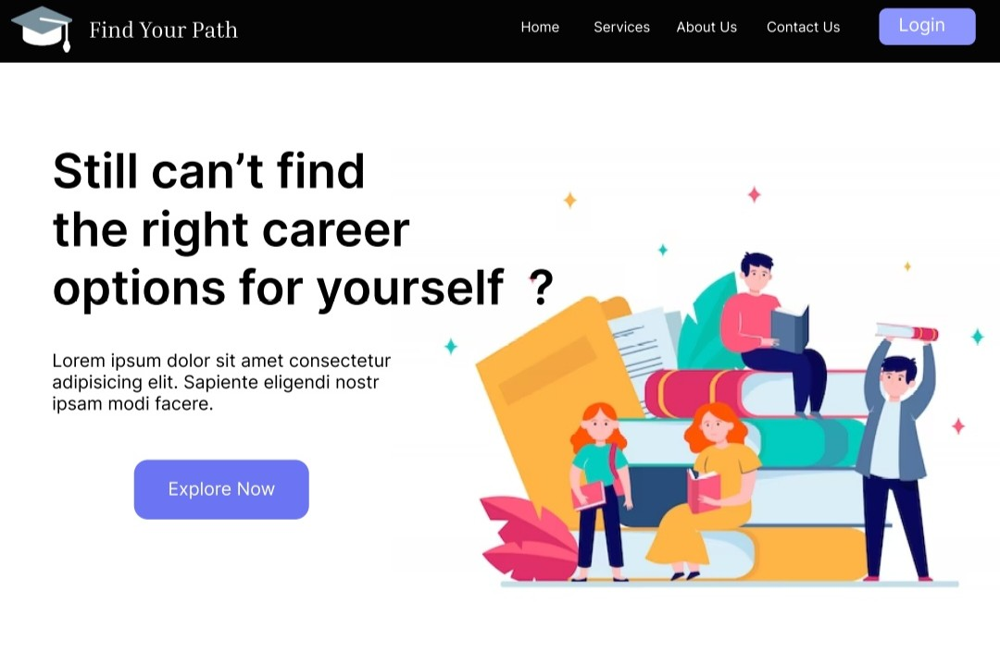 Find Your Path
Home
Services
About Us
Contact Us
Login
Still can’t find
the right career
options for yourself ?
Lorem ipsum dolor sit amet consectetur
adipisicing elit. Sapiente eligendi nostr
ipsam modi facere.
Explore Now